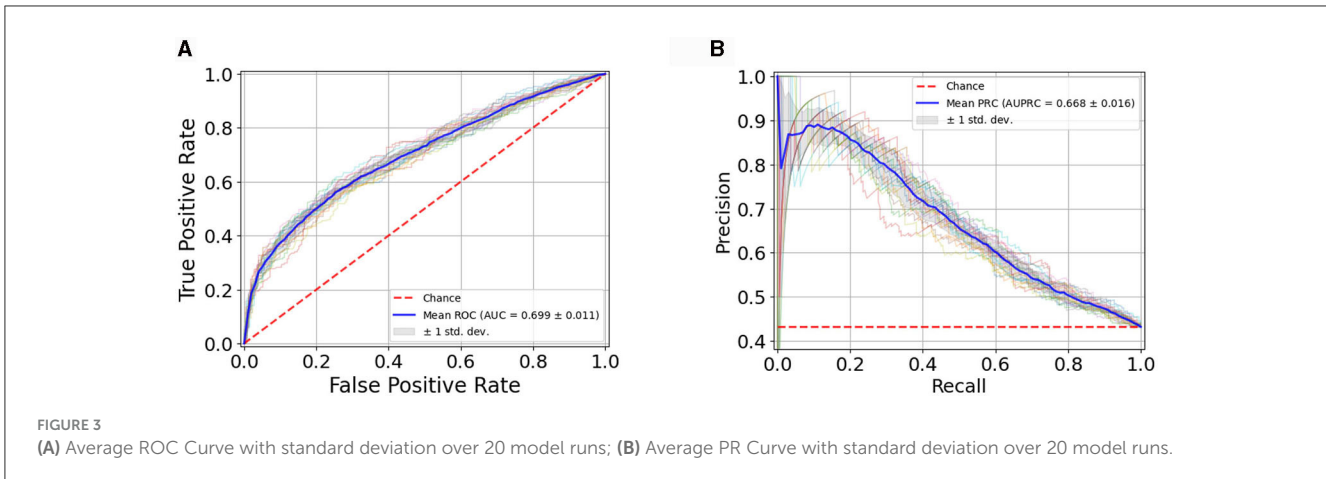 A
1.0
0.8
0.6
0.4
0.2
0.0
True Positive Rate
Chance
Mean ROC (AUC = 0.699 ± 0.011)
± 1 std. dev.
0.0 0.2 0.4 0.6 0.8 1.0
False Positive Rate
B
1.0
0.9
0.8
0.7
0.6
0.5
0.4
Precision
Chance
Mean PRC (AUPRC = 0.668 ± 0.016)
± 1 std. dev.
0.0 0.2 0.4 0.6 0.8 1.0
Recall
FIGURE 3
(A) Average ROC Curve with standard deviation over 20 model runs; (B) Average PR Curve with standard deviation over 20 model runs.